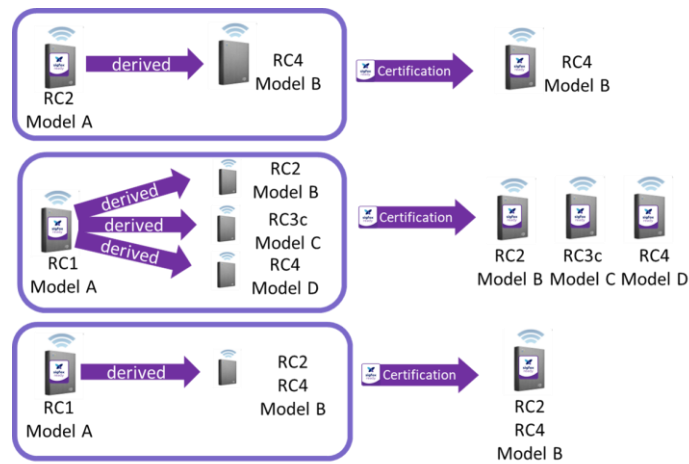 derived
RC2
Model A
RC4
Model B
Certification
RC4
Model B
derived
derived
derived
RC1
Model A
RC2
Model B
RC3c
Model C
RC4
Model D
Certification
RC2
Model B
RC3c
Model C
RC4
Model D
derived
RC1
Model A
RC2
RC4
Model B
Certification
RC2
RC4
Model B